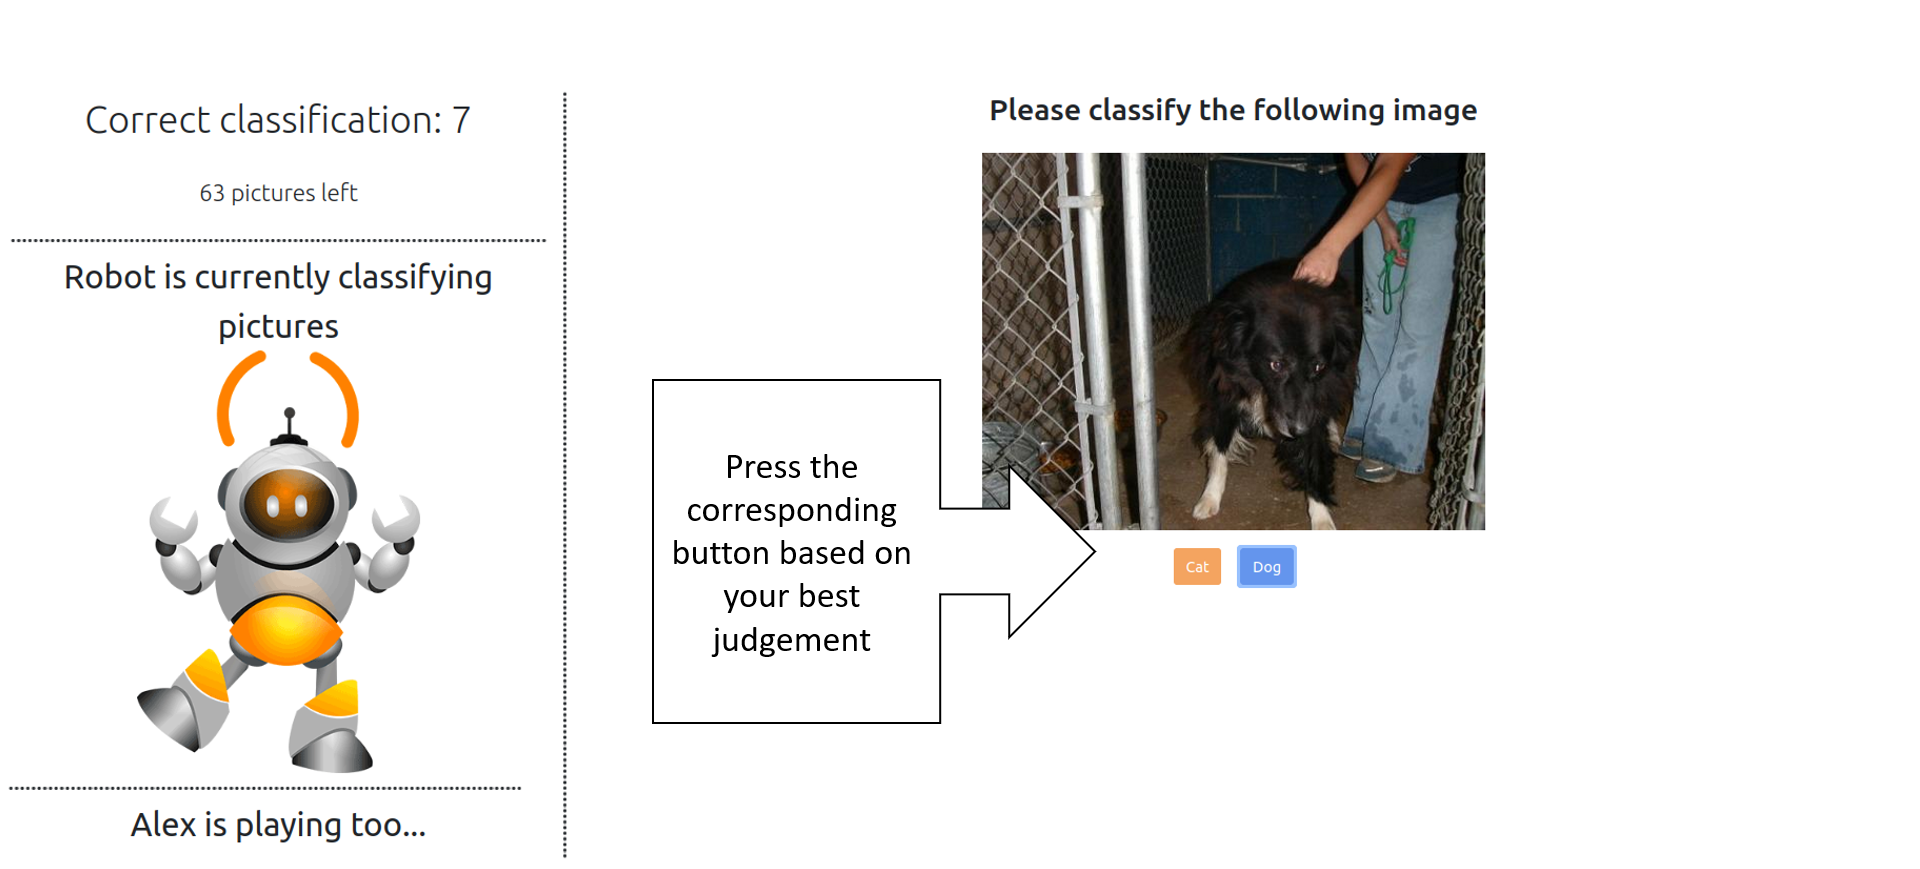 Correct classification: 7
63 pictures left
Robot is currently classifying
pictures
Alex is playing too...
Press the
corresponding
button based on
your best
judgement
Please classify the following image
Cat
Dog